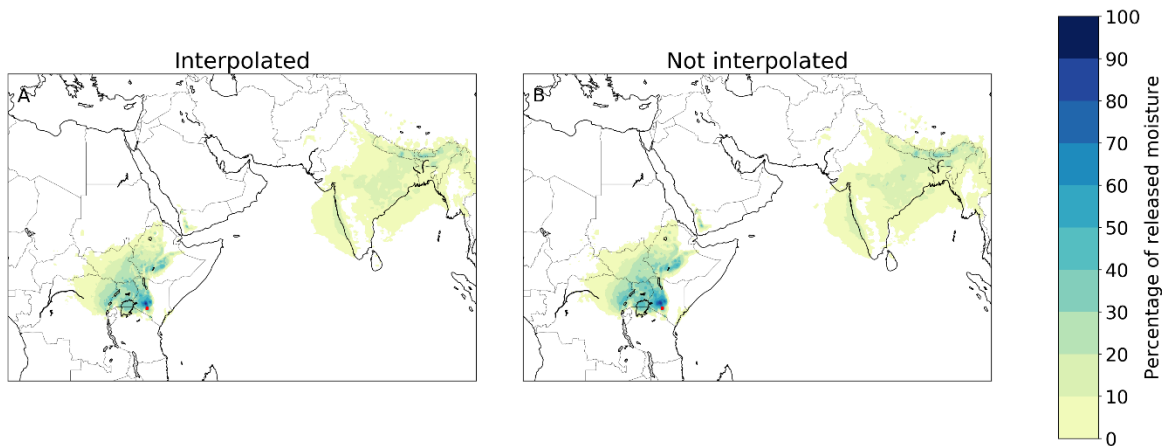 Interpolated
Not interpolated
A
B
100
90
80
70
60
50
40
30
20
10
0
Percentage of released moisture